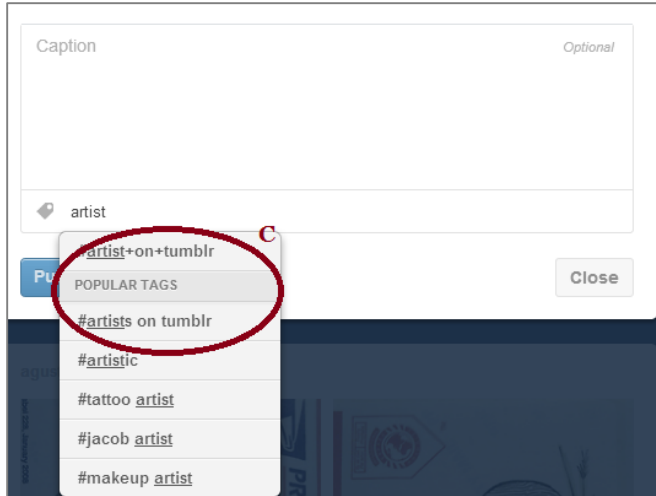 Caption
Optional
artist
C
#artist+on+tumblr
Pu
POPULAR TAGS
Close
#artists on tumblr
#artistic
#tattoo artist
#jacob artist
#makeup artist